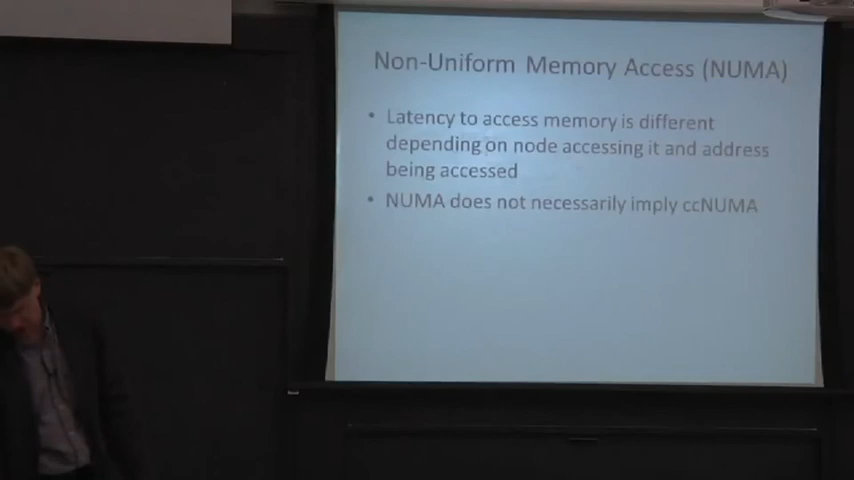 Non-Uniform Memory Access (NUMA)
• Latency to access memory is different
depending on node accessing it and address
being accessed
• NUMA does not necessarily imply ccNUMA